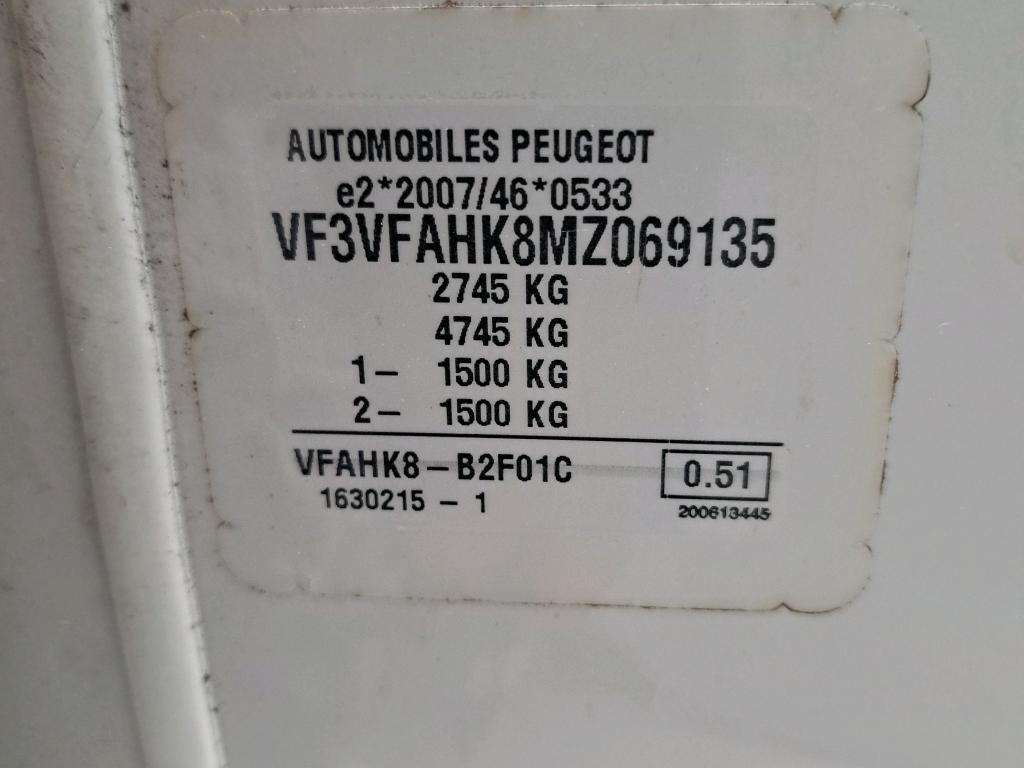 AUTOMOBILES PEUGEOT
e2*2007/46*0533
VF3VFAHK8MZ069135
2745 KG
4745 KG
1- 1500 KG
2- 1500 KG
VFAHK8-B2F01C 0.51
1630215 - 1 200613445